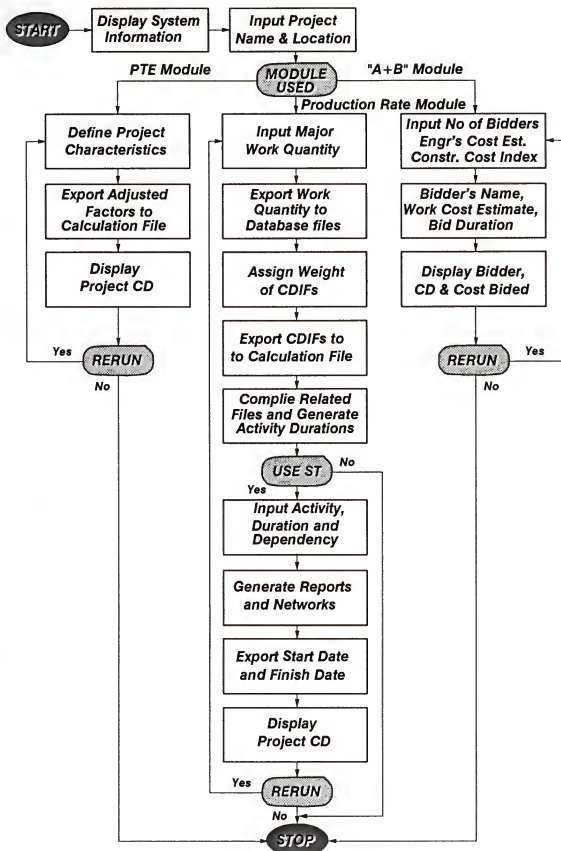 START
Display System
Information
Input Project
Name & Location
PTE Module
MODULE
USED
"A+B" Module
Production Rate Module
Define Project
Characteristics
Export Adjusted
Factors to
Calculation File
Display
Project CD
Yes
RERUN
No
Input Major
Work Quantity
Export Work
Quantity to
Database files
Assign Weight
of CDIFs
Export CDIFs to
to Calculation File
Complie Related
Files and Generate
Activity Durations
USE ST
No
Yes
Input Activity,
Duration and
Dependency
Generate Reports
and Networks
Export Start Date
and Finish Date
Display
Project CD
Yes
RERUN
No
Input No of Bidders
Engr's Cost Est.
Constr. Cost Index
Bidder's Name,
Work Cost Estimate,
Bid Duration
Display Bidder,
CD & Cost Bided
RERUN
Yes
No
STOP